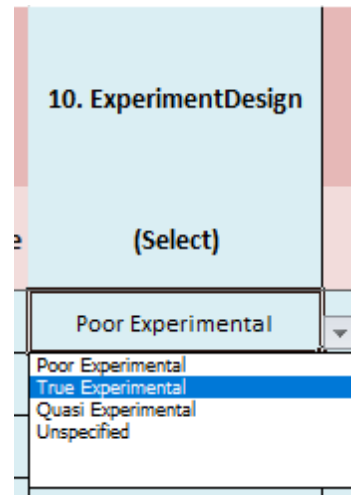 10. ExperimentDesign
e
(Select)
Poor Experimental
Poor Experimental
True Experimental
Quasi Experimental
Unspecified